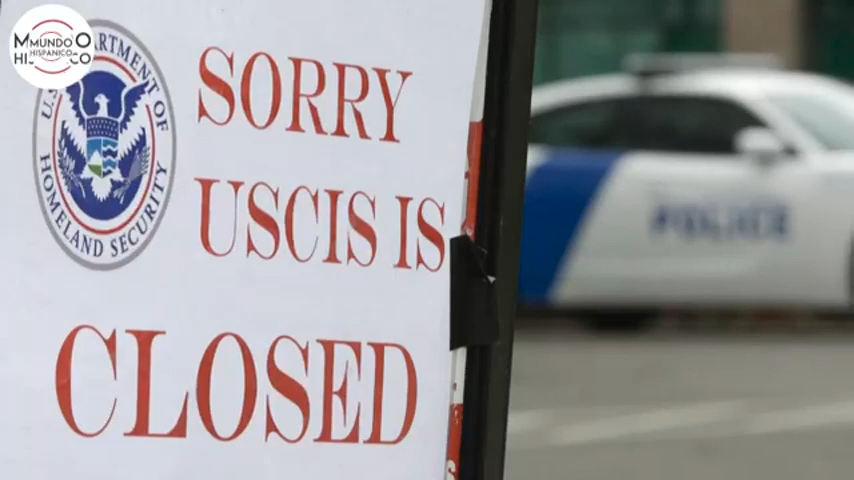 MUNDO
HISPANICO
U.S. DEPARTMENT OF
HOMELAND SECURITY
SORRY
USCIS IS
CLOSED
POLICE